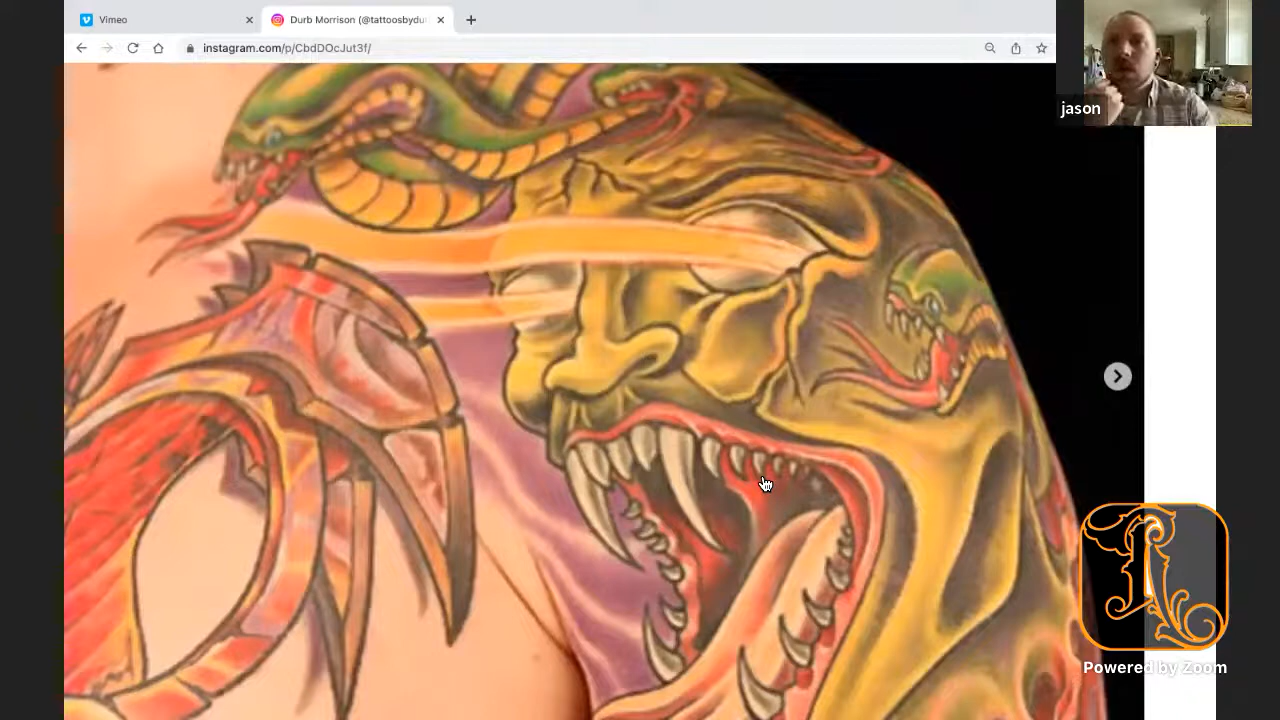 Vimeo
Durb Morrison (@tattoosbydu
instagram.com/p/CbdDOcJut3f/
jason
Powered by Zoom